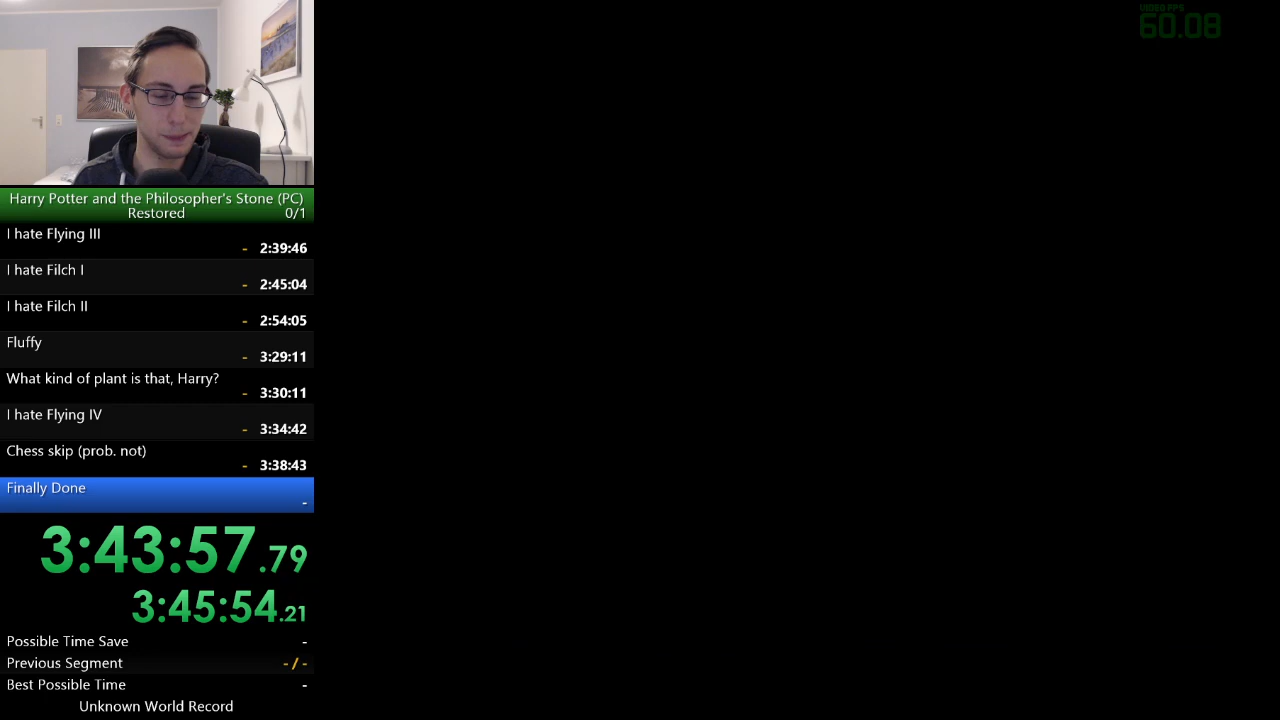 VIDEO FPS
60.08
Harry Potter and the Philosopher's Stone (PC)
Restored 0/1
I hate Flying III
- 2:39:46
I hate Filch I
- 2:45:04
I hate Filch II
- 2:54:05
Fluffy
- 3:29:11
What kind of plant is that, Harry?
- 3:30:11
I hate Flying IV
- 3:34:42
Chess skip (prob. not)
- 3:38:43
Finally Done
-
3:43:57.79
3:45:54.21
Possible Time Save -
Previous Segment - / -
Best Possible Time -
Unknown World Record